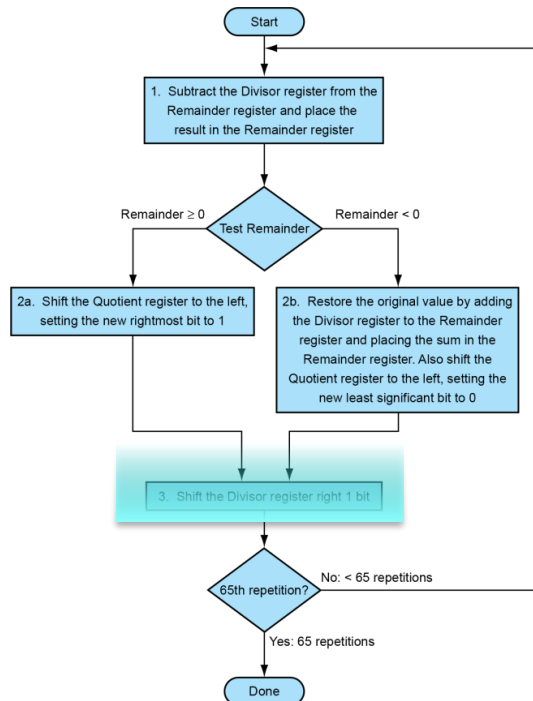 Start
1. Subtract the Divisor register from the
Remainder register and place the
result in the Remainder register
Remainder ≥ 0
Remainder < 0
Test Remainder
2a. Shift the Quotient register to the left,
setting the new rightmost bit to 1
2b. Restore the original value by adding
the Divisor register to the Remainder
register and placing the sum in the
Remainder register. Also shift the
Quotient register to the left, setting the
new least significant bit to 0
3. Shift the Divisor register right 1 bit
65th repetition?
No: < 65 repetitions
Yes: 65 repetitions
Done